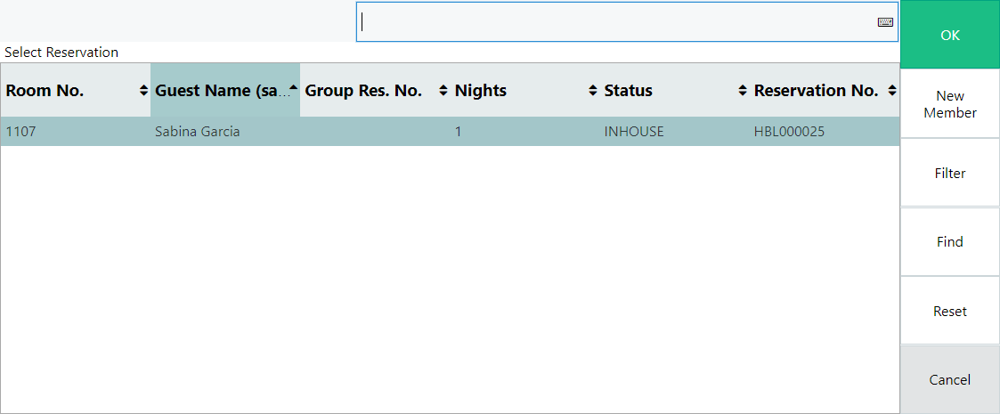 OK
Select Reservation
Room No. Guest Name (sa... Group Res. No. Nights Status Reservation No.
1107 Sabina Garcia 1 INHOUSE HBL000025
New
Member
Filter
Find
Reset
Cancel